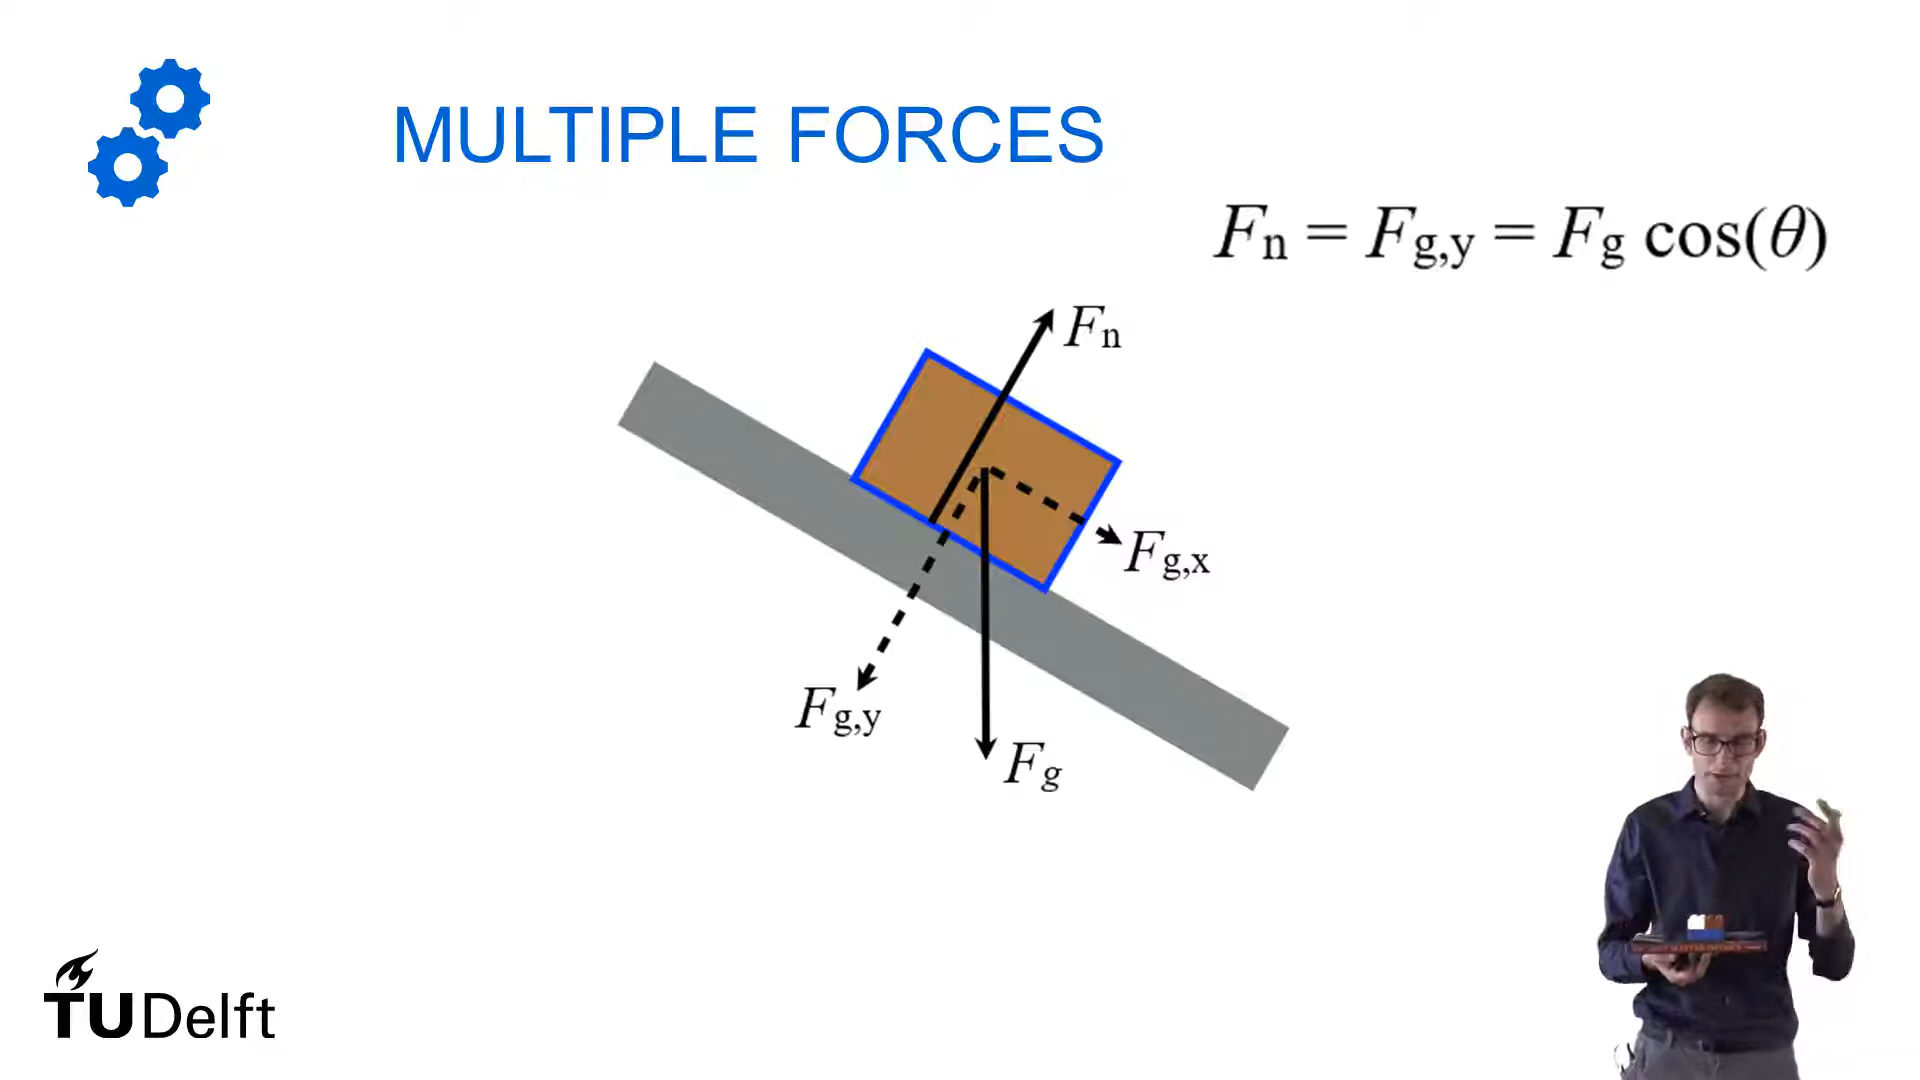 MULTIPLE FORCES
Fn = Fg,y = Fg cos(θ)
Fn
Fg,x
Fg,y
Fg
TUDelft